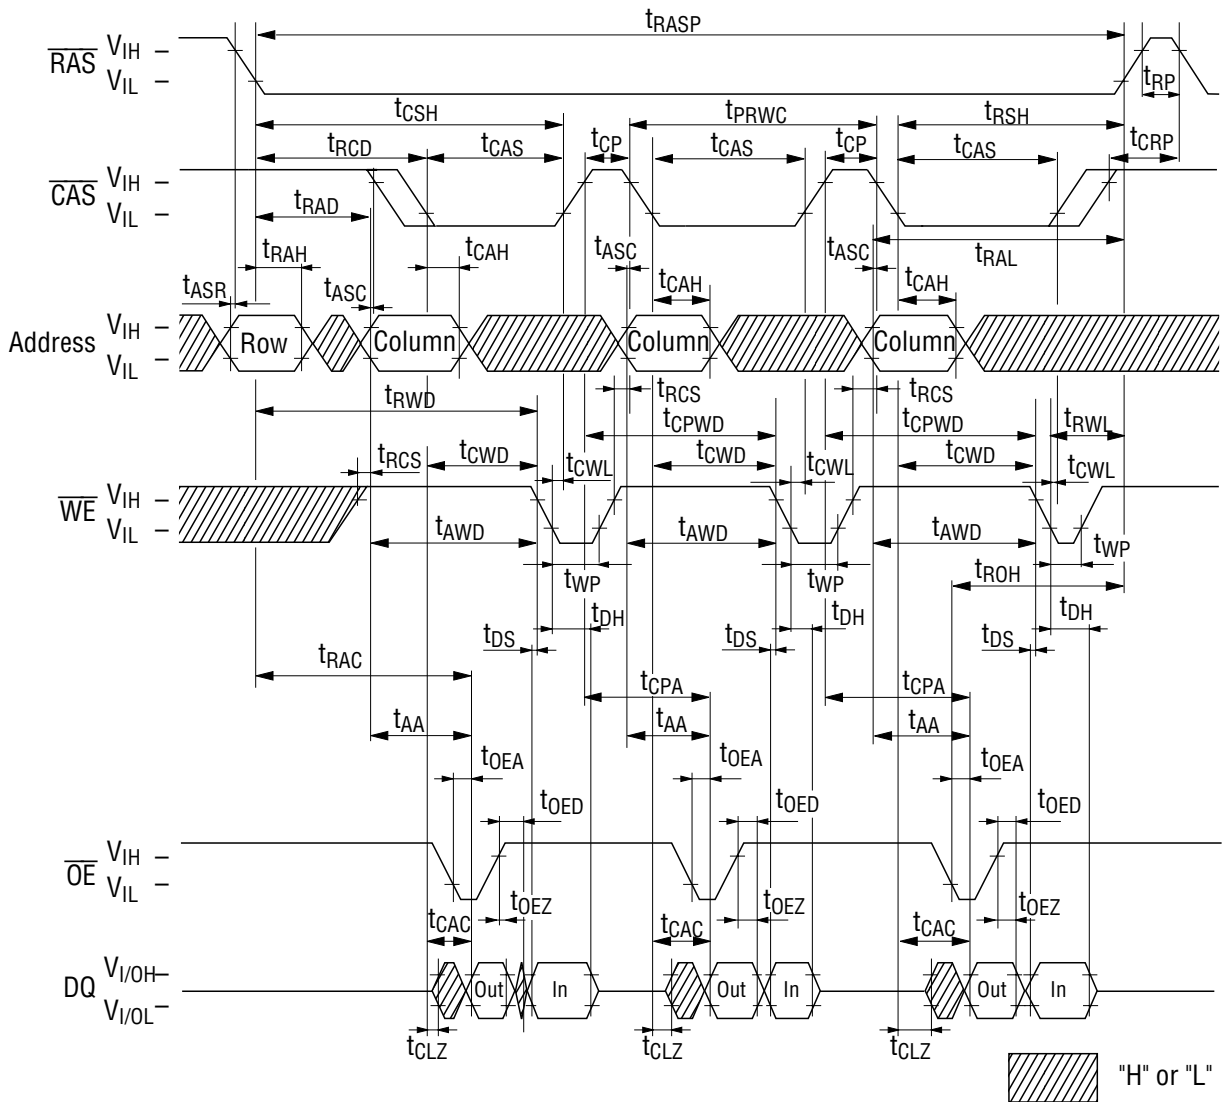 tRASP
RAS VIH
VIL
tRP
tCSH tPRWC tRSH
tRCD tCAS tCP tCAS tCP tCAS tCRP
CAS VIH
VIL
tRAD
tRAH tCAH tASC tASC tRAL
tASR tASC tCAH tCAH
Address VIH
VIL
Row Column Column Column
tRCS tRCS
tRWD tCPWD tCPWD tRWL
tRCS tCWD tCWL tCWD tCWL tCWD tCWL
WE VIH
VIL
tAWD tAWD tAWD tWP
tWP tWP tROH
tDH tDH tDH
tDS tDS tDS
tRAC
tCPA tCPA
tAA tAA tAA
tOEA tOEA tOEA
tOED tOED tOED
OE VIH
VIL
tOEZ tOEZ tOEZ
tCAC tCAC tCAC
DQ VI/OH
VI/OL
Out In Out In Out In
tCLZ tCLZ tCLZ
"H" or "L"